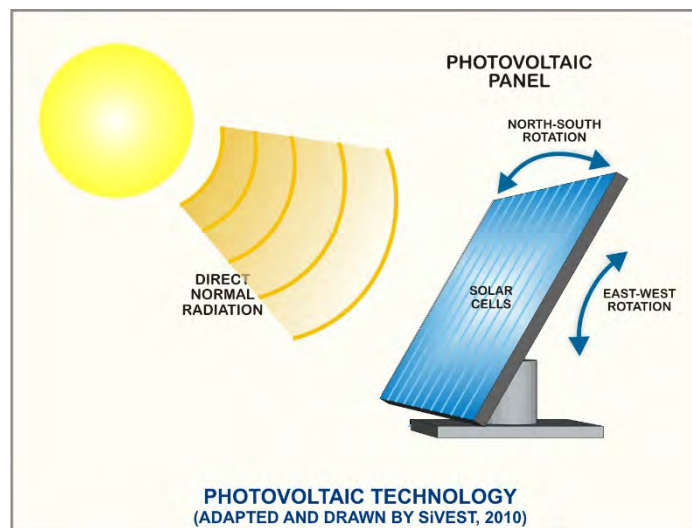 PHOTOVOLTAIC
PANEL
NORTH-SOUTH
ROTATION
DIRECT
NORMAL
RADIATION
SOLAR
CELLS
EAST-WEST
ROTATION
PHOTOVOLTAIC TECHNOLOGY
(ADAPTED AND DRAWN BY SiVEST, 2010)